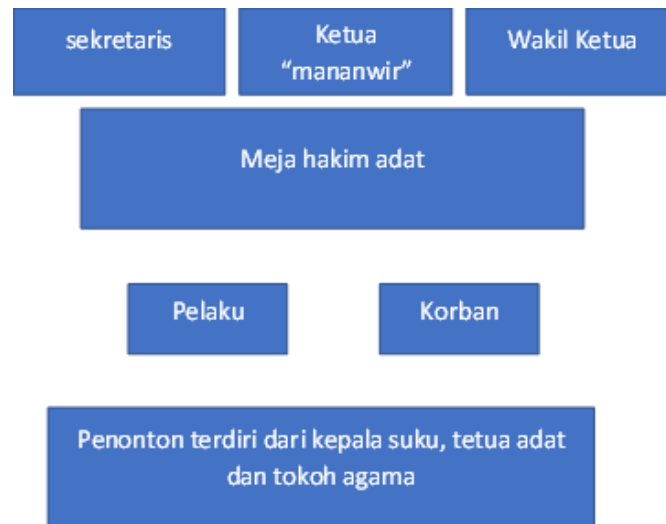 sekretaris
Ketua
“mananwir”
Wakil Ketua
Meja hakim adat
Pelaku
Korban
Penonton terdiri dari kepala suku, tetua adat
dan tokoh agama